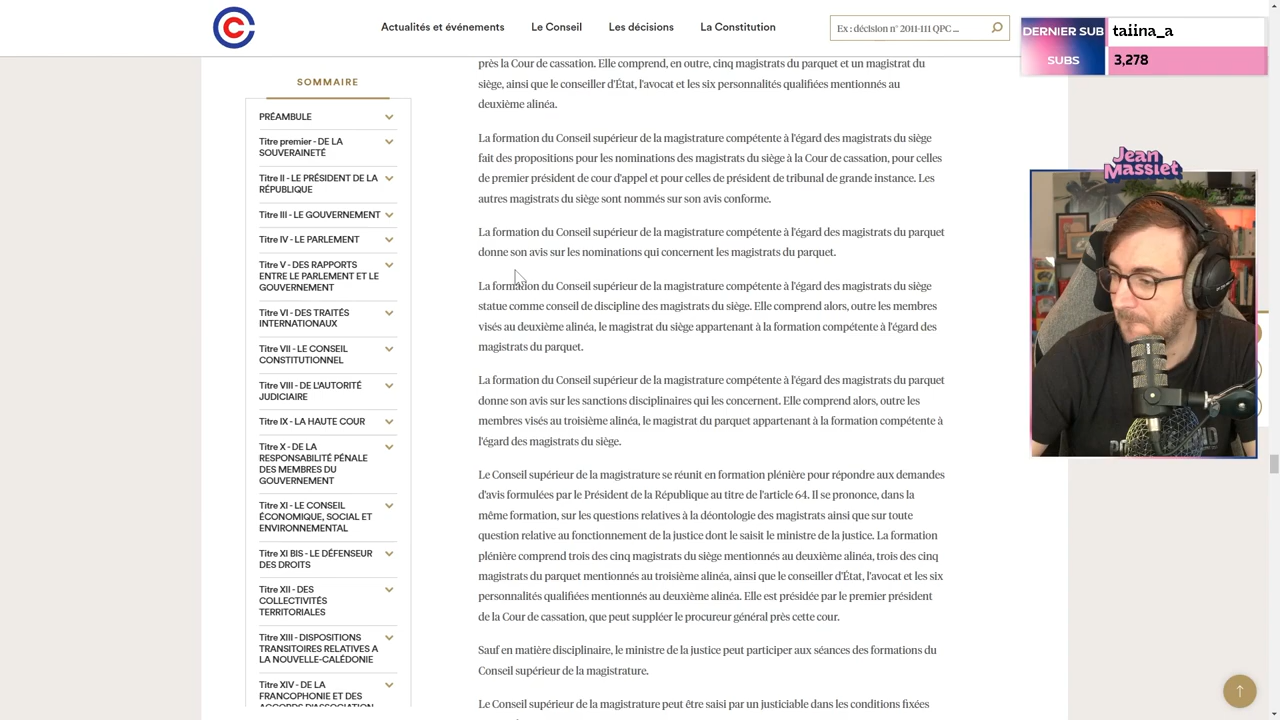 Actualités et événements
Le Conseil
Les décisions
La Constitution
Ex : décision n° 2011-111 QPC ...
DERNIER SUB
taiina_a
SUBS
3,278
Jean
Massiet
SOMMAIRE
PRÉAMBULE
Titre premier - DE LA
SOUVERAINETÉ
Titre II - LE PRÉSIDENT DE LA
RÉPUBLIQUE
Titre III - LE GOUVERNEMENT
Titre IV - LE PARLEMENT
Titre V - DES RAPPORTS
ENTRE LE PARLEMENT ET LE
GOUVERNEMENT
Titre VI - DES TRAITÉS
INTERNATIONAUX
Titre VII - LE CONSEIL
CONSTITUTIONNEL
Titre VIII - DE L'AUTORITÉ
JUDICIAIRE
Titre IX - LA HAUTE COUR
Titre X - DE LA
RESPONSABILITÉ PÉNALE
DES MEMBRES DU
GOUVERNEMENT
Titre XI - LE CONSEIL
ÉCONOMIQUE, SOCIAL ET
ENVIRONNEMENTAL
Titre XI BIS - LE DÉFENSEUR
DES DROITS
Titre XII - DES
COLLECTIVITÉS
TERRITORIALES
Titre XIII - DISPOSITIONS
TRANSITOIRES RELATIVES A
LA NOUVELLE-CALÉDONIE
Titre XIV - DE LA
FRANCOPHONIE ET DES
ACCORDS D'ASSOCIATION
près la Cour de cassation. Elle comprend, en outre, cinq magistrats du parquet et un magistrat du
siège, ainsi que le conseiller d'État, l'avocat et les six personnalités qualifiées mentionnés au
deuxième alinéa.
La formation du Conseil supérieur de la magistrature compétente à l'égard des magistrats du siège
fait des propositions pour les nominations des magistrats du siège à la Cour de cassation, pour celles
de premier président de cour d'appel et pour celles de président de tribunal de grande instance. Les
autres magistrats du siège sont nommés sur son avis conforme.
La formation du Conseil supérieur de la magistrature compétente à l'égard des magistrats du parquet
donne son avis sur les nominations qui concernent les magistrats du parquet.
La formation du Conseil supérieur de la magistrature compétente à l'égard des magistrats du siège
statue comme conseil de discipline des magistrats du siège. Elle comprend alors, outre les membres
visés au deuxième alinéa, le magistrat du siège appartenant à la formation compétente à l'égard des
magistrats du parquet.
La formation du Conseil supérieur de la magistrature compétente à l'égard des magistrats du parquet
donne son avis sur les sanctions disciplinaires qui les concernent. Elle comprend alors, outre les
membres visés au troisième alinéa, le magistrat du parquet appartenant à la formation compétente à
l'égard des magistrats du siège.
Le Conseil supérieur de la magistrature se réunit en formation plénière pour répondre aux demandes
d'avis formulées par le Président de la République au titre de l'article 64. Il se prononce, dans la
même formation, sur les questions relatives à la déontologie des magistrats ainsi que sur toute
question relative au fonctionnement de la justice dont le saisit le ministre de la justice. La formation
plénière comprend trois des cinq magistrats du siège mentionnés au deuxième alinéa, trois des cinq
magistrats du parquet mentionnés au troisième alinéa, ainsi que le conseiller d'État, l'avocat et les six
personnalités qualifiées mentionnés au deuxième alinéa. Elle est présidée par le premier président
de la Cour de cassation, que peut suppléer le procureur général près cette cour.
Sauf en matière disciplinaire, le ministre de la justice peut participer aux séances des formations du
Conseil supérieur de la magistrature.
Le Conseil supérieur de la magistrature peut être saisi par un justiciable dans les conditions fixées